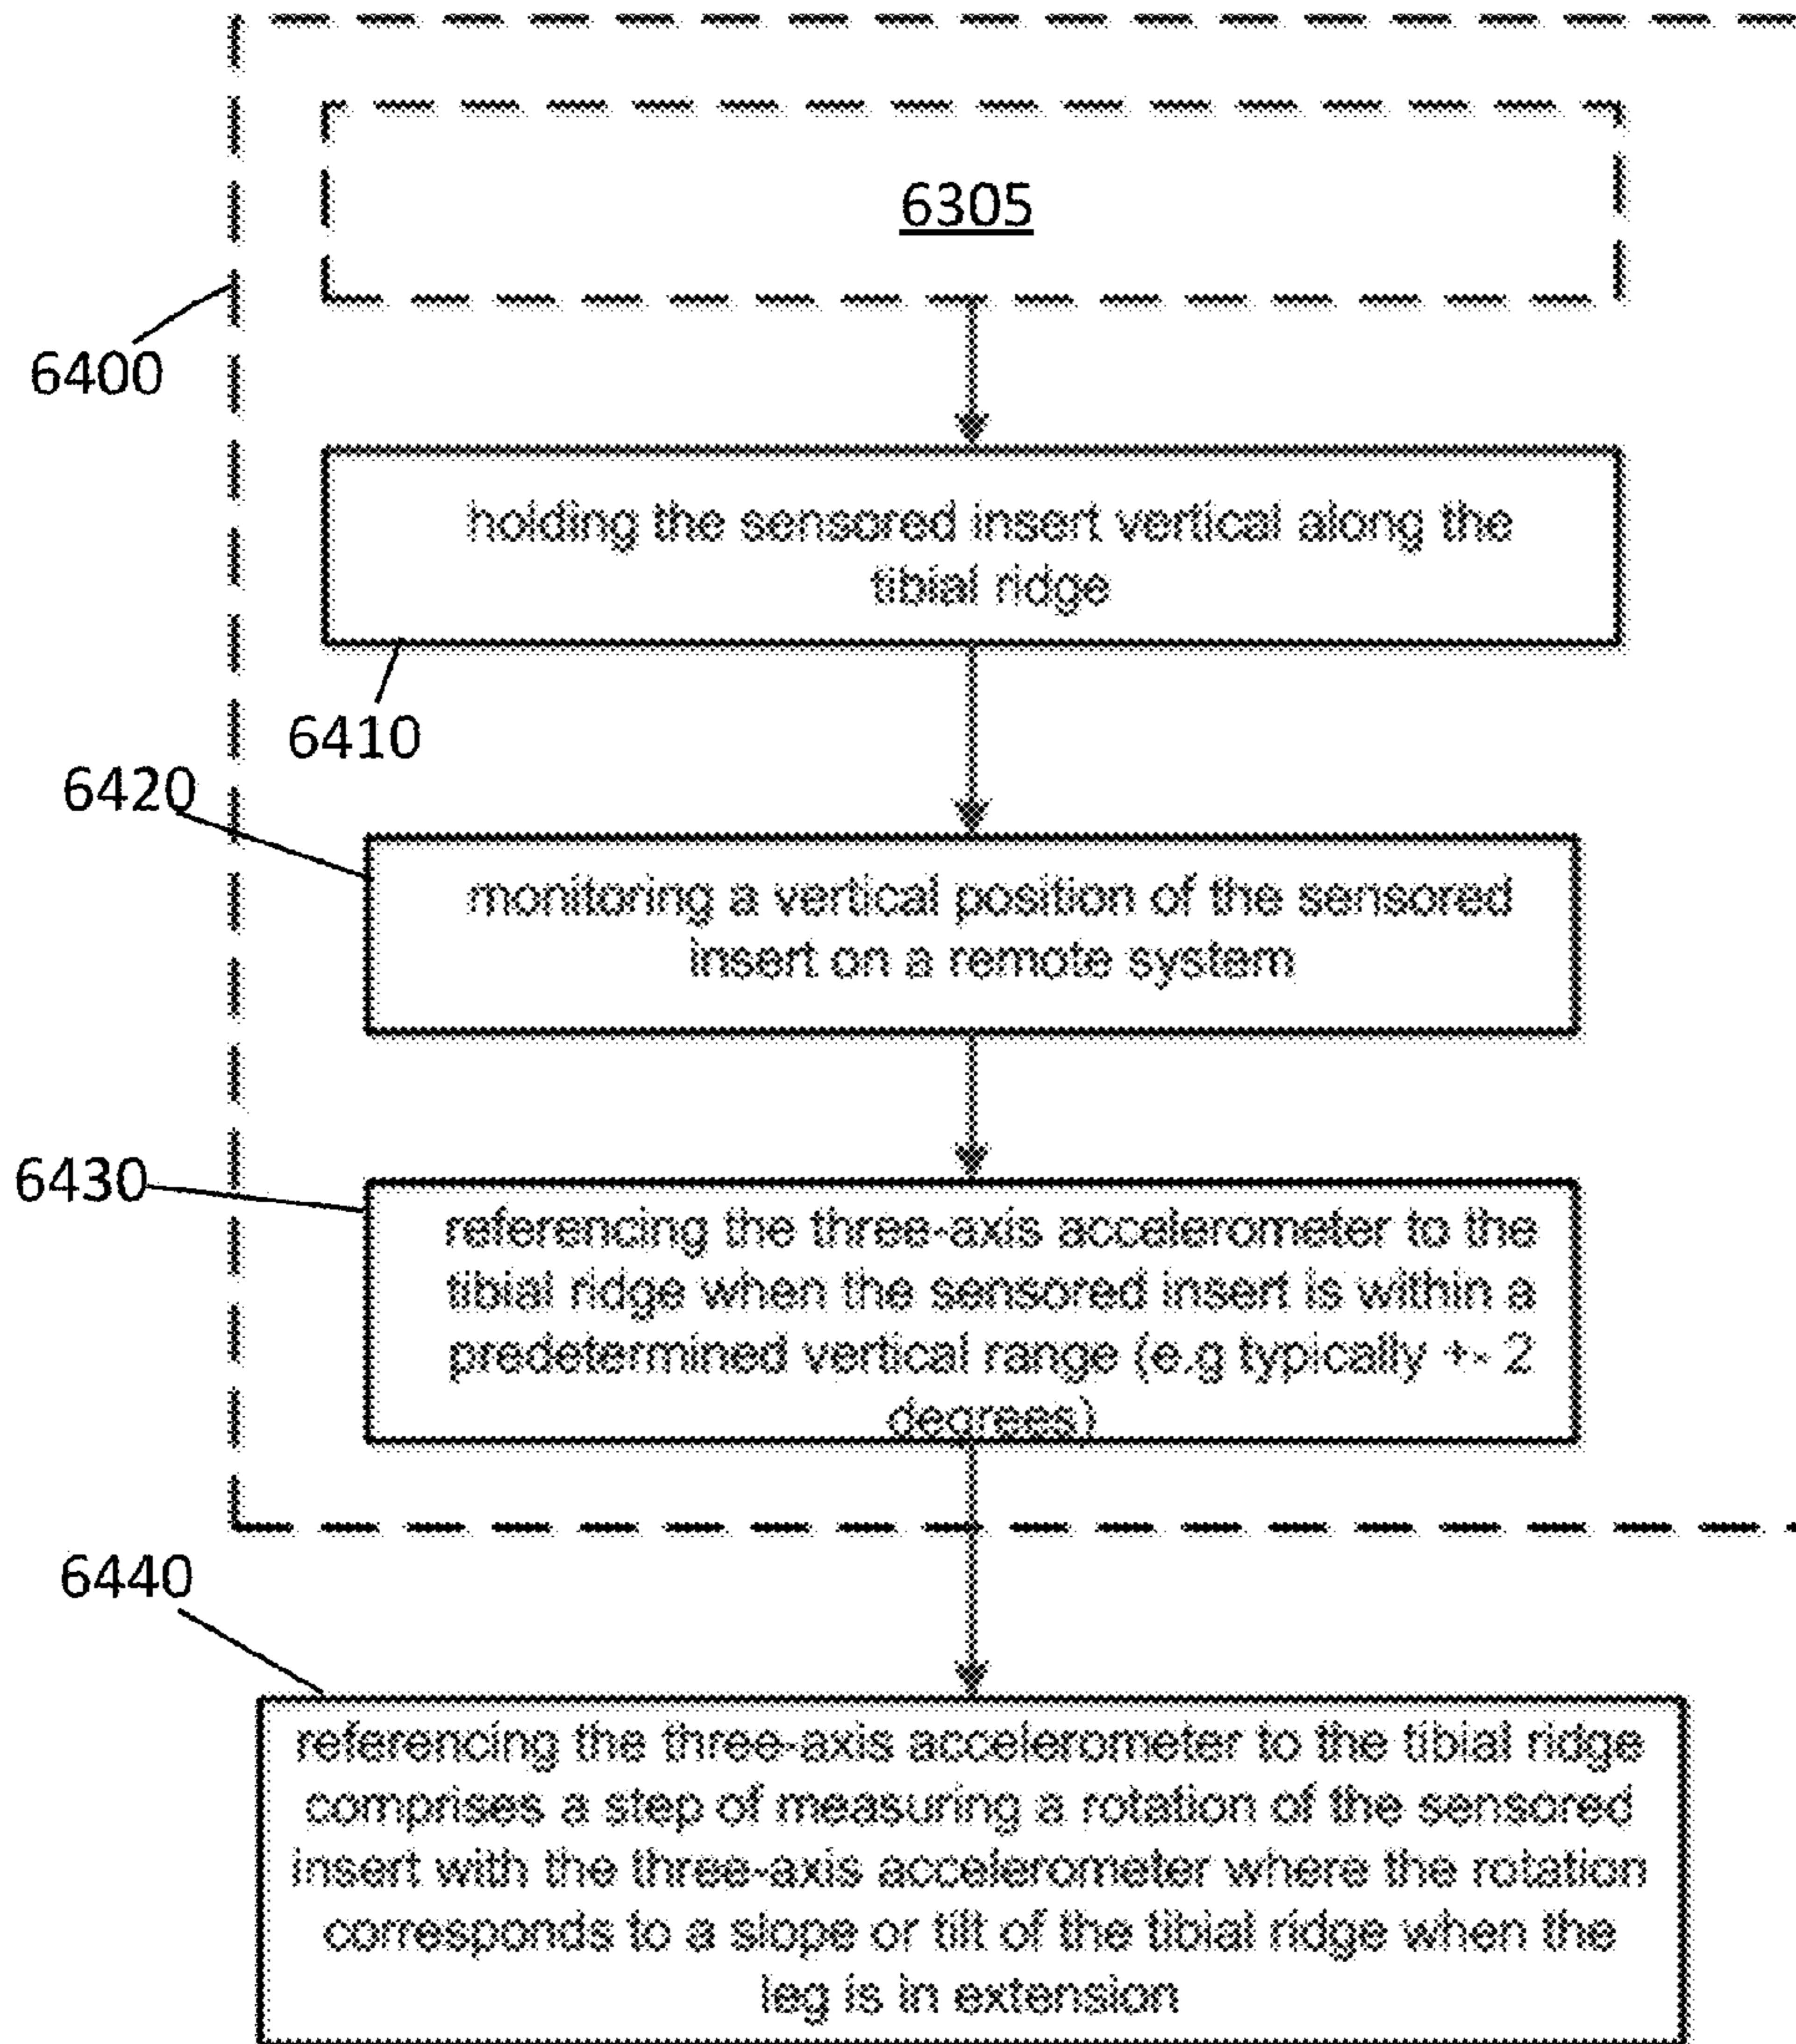 6305
6400
holding the sensored insert vertical along the
tibial ridge
6410
6420
monitoring a vertical position of the sensored
insert on a remote system
6430
referencing the three-axis accelerometer to the
tibial ridge when the sensored insert is within a
predetermined vertical range (e.g typically +- 2
degrees)
6440
referencing the three-axis accelerometer to the tibial ridge
comprises a step of measuring a rotation of the sensored
insert with the three-axis accelerometer where the rotation
corresponds to a slope or tilt of the tibial ridge when the
leg is in extension